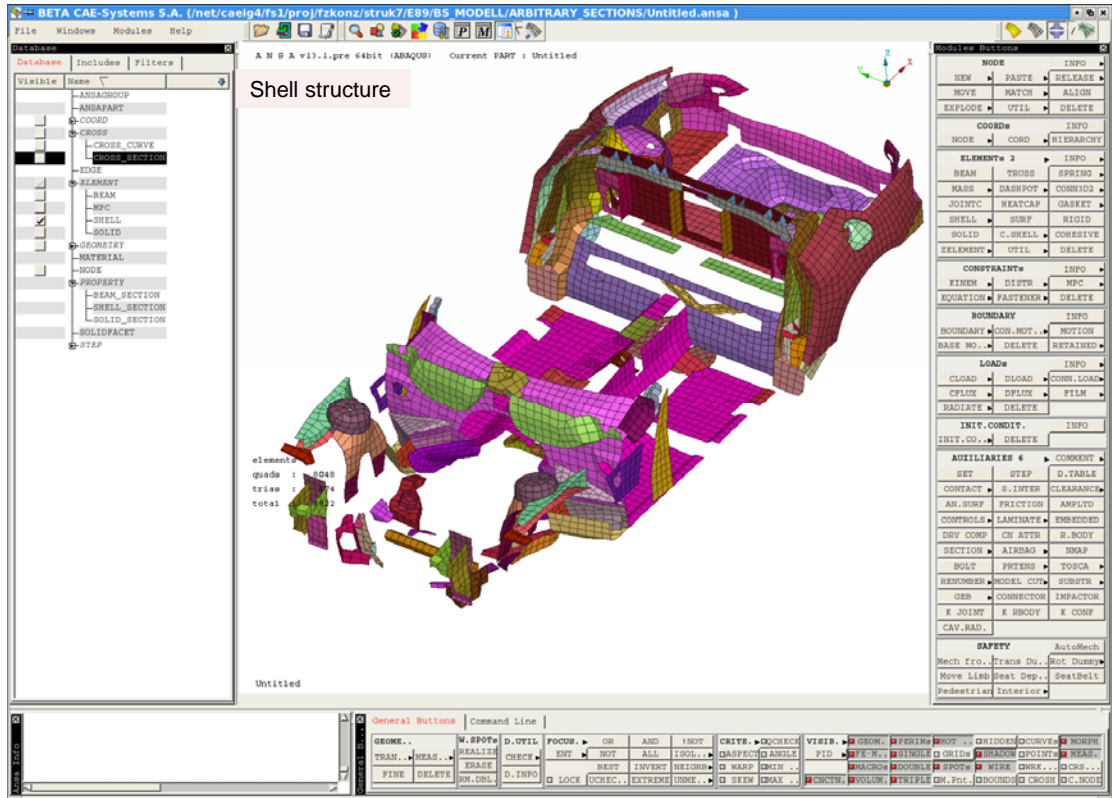 BETA CAE-Systems S.A. (/net/caeig4/fs1/proj/fzkonz/struk7/E89/BS_MODELL/ARBITRARY_SECTIONS/Untitled.ansa )
File Windows Modules Help
Database
Database Includes Filters
Visible Name
ANSAGROUP
ANSAPART
COORD
CROSS
CROSS_CURVE
CROSS_SECTION
EDGE
ELEMENT
BEAM
MPC
SHELL
SOLID
GEOMETRY
MATERIAL
NODE
PROPERTY
BEAM_SECTION
SHELL_SECTION
SOLID_SECTION
SOLIDFACET
STEP
A N S A v13.1.pre 64bit (ABAQUS) Current PART : Untitled
Shell structure
Z
Y
X
elements
quads : 8048
trias :
total
Untitled
Modules Buttons
NODE INFO
NEW PASTE RELEASE
MOVE MATCH ALIGN
EXPLODE UTIL DELETE
COORDs INFO
NODE CORD HIERARCHY
ELEMENTs 2 INFO
BEAM TRUSS SPRING
MASS DASHPOT CONN3D2
JOINTC HEATCAP GASKET
SHELL SURF RIGID
SOLID C.SHELL COHESIVE
ZELEMENT UTIL DELETE
CONSTRAINTs INFO
KINEM DISTR MPC
EQUATION FASTENER DELETE
BOUNDARY INFO
BOUNDARY CON.MOT.. MOTION
BASE MO.. DELETE RETAINED
LOADs INFO
CLOAD DLOAD CONN.LOAD
CFLUX DFLUX FILM
RADIATE DELETE
INIT.CONDIT. INFO
INIT.CO.. DELETE
AUXILIARIES 6 COMMENT
SET STEP D.TABLE
CONTACT S.INTER CLEARANCE
AN.SURF FRICTION AMPLTD
CONTROLS LAMINATE EMBEDDED
DRV COMP CN ATTR R.BODY
SECTION AIRBAG NMAP
BOLT PRTENS TOSCA
RENUMBER MODEL CUT SUBSTR
GEB CONNECTOR IMPACTOR
K JOINT K RBODY K CONF
CAV.RAD.
SAFETY AutoMech
Mech fro.. Trans Du.. Rot Dummy
Move Limb Seat Dep.. SeatBelt
Pedestrian Interior
Ansa Info
General B...
General Buttons Command Line
GEOME.. W.SPOTs D.UTIL FOCUS. OR AND !NOT CRITE. QCHECK VISIB. GEOM. PERIMs HOT .. HIDDEN CURVEs MORPH
TRAN.. MEAS.. REALIZE CHECK ENT NOT ALL ISOL.. ASPECT ANGLE PID FE-M.. SINGLE GRIDs SHADOW POINTs MEAS.
ERASE BEST INVERT NEIGHB WARP MIN .. MACROs DOUBLE SPOTs WIRE WRK... CRS...
FINE DELETE RM.DBL. D.INFO LOCK UCHEC.. EXTREME UNME.. SKEW MAX .. CNCTN. VOLUM. TRIPLE M.Pnt. BOUNDS CROSH C.NODE